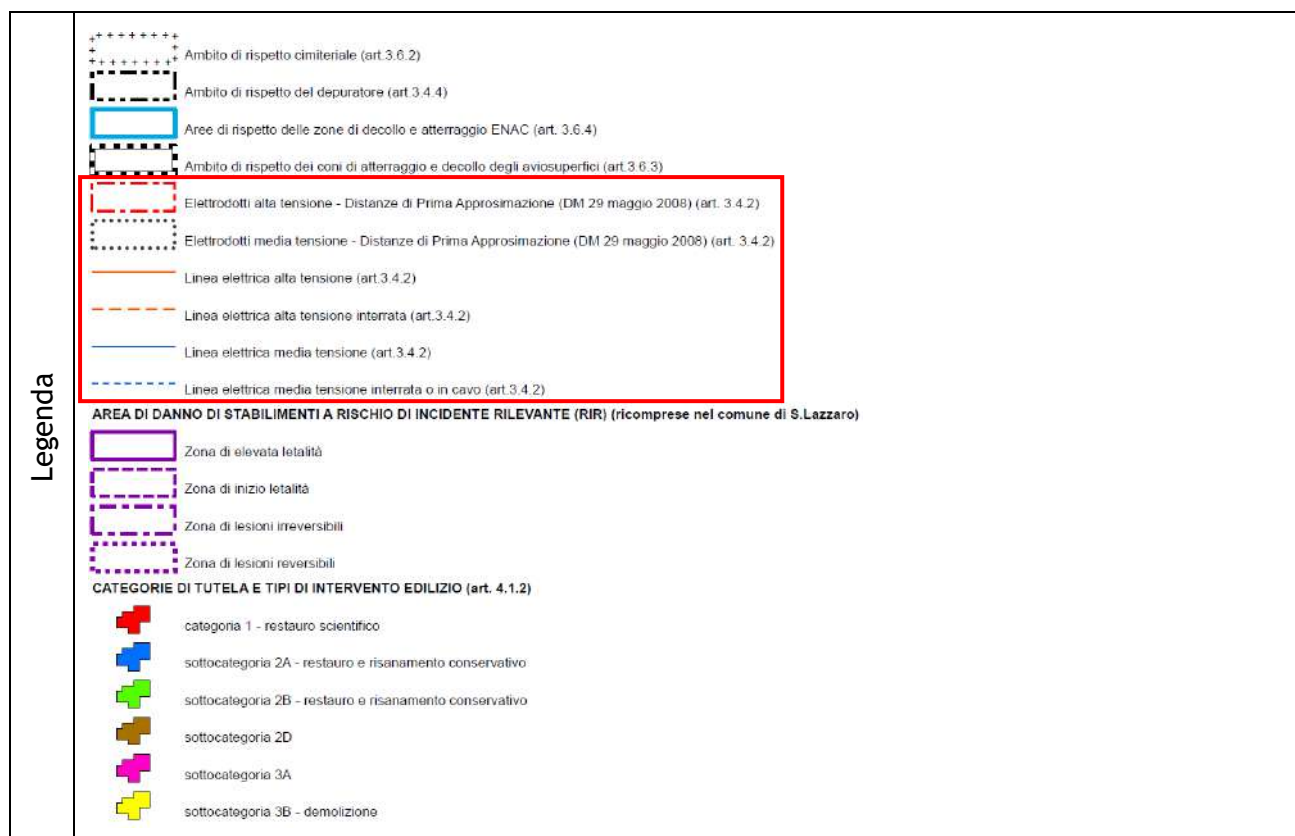 Legenda
Ambito di rispetto cimiteriale (art.3.6.2)
Ambito di rispetto del depuratore (art.3.4.4)
Aree di rispetto delle zone di decollo e atterraggio ENAC (art. 3.6.4)
Ambito di rispetto dei coni di atterraggio e decollo degli aviosuperfici (art.3.6.3)
Elettrodotti alta tensione - Distanze di Prima Approsimazione (DM 29 maggio 2008) (art. 3.4.2)
Elettrodotti media tensione - Distanze di Prima Approsimazione (DM 29 maggio 2008) (art. 3.4.2)
Linea elettrica alta tensione (art.3.4.2)
Linea elettrica alta tensione interrata (art.3.4.2)
Linea elettrica media tensione (art.3.4.2)
Linea elettrica media tensione interrata o in cavo (art.3.4.2)
AREA DI DANNO DI STABILIMENTI A RISCHIO DI INCIDENTE RILEVANTE (RIR) (ricomprese nel comune di S.Lazzaro)
Zona di elevata letalità
Zona di inizio letalità
Zona di lesioni irreversibili
Zona di lesioni reversibili
CATEGORIE DI TUTELA E TIPI DI INTERVENTO EDILIZIO (art. 4.1.2)
categoria 1 - restauro scientifico
sottocategoria 2A - restauro e risanamento conservativo
sottocategoria 2B - restauro e risanamento conservativo
sottocategoria 2D
sottocategoria 3A
sottocategoria 3B - demolizione